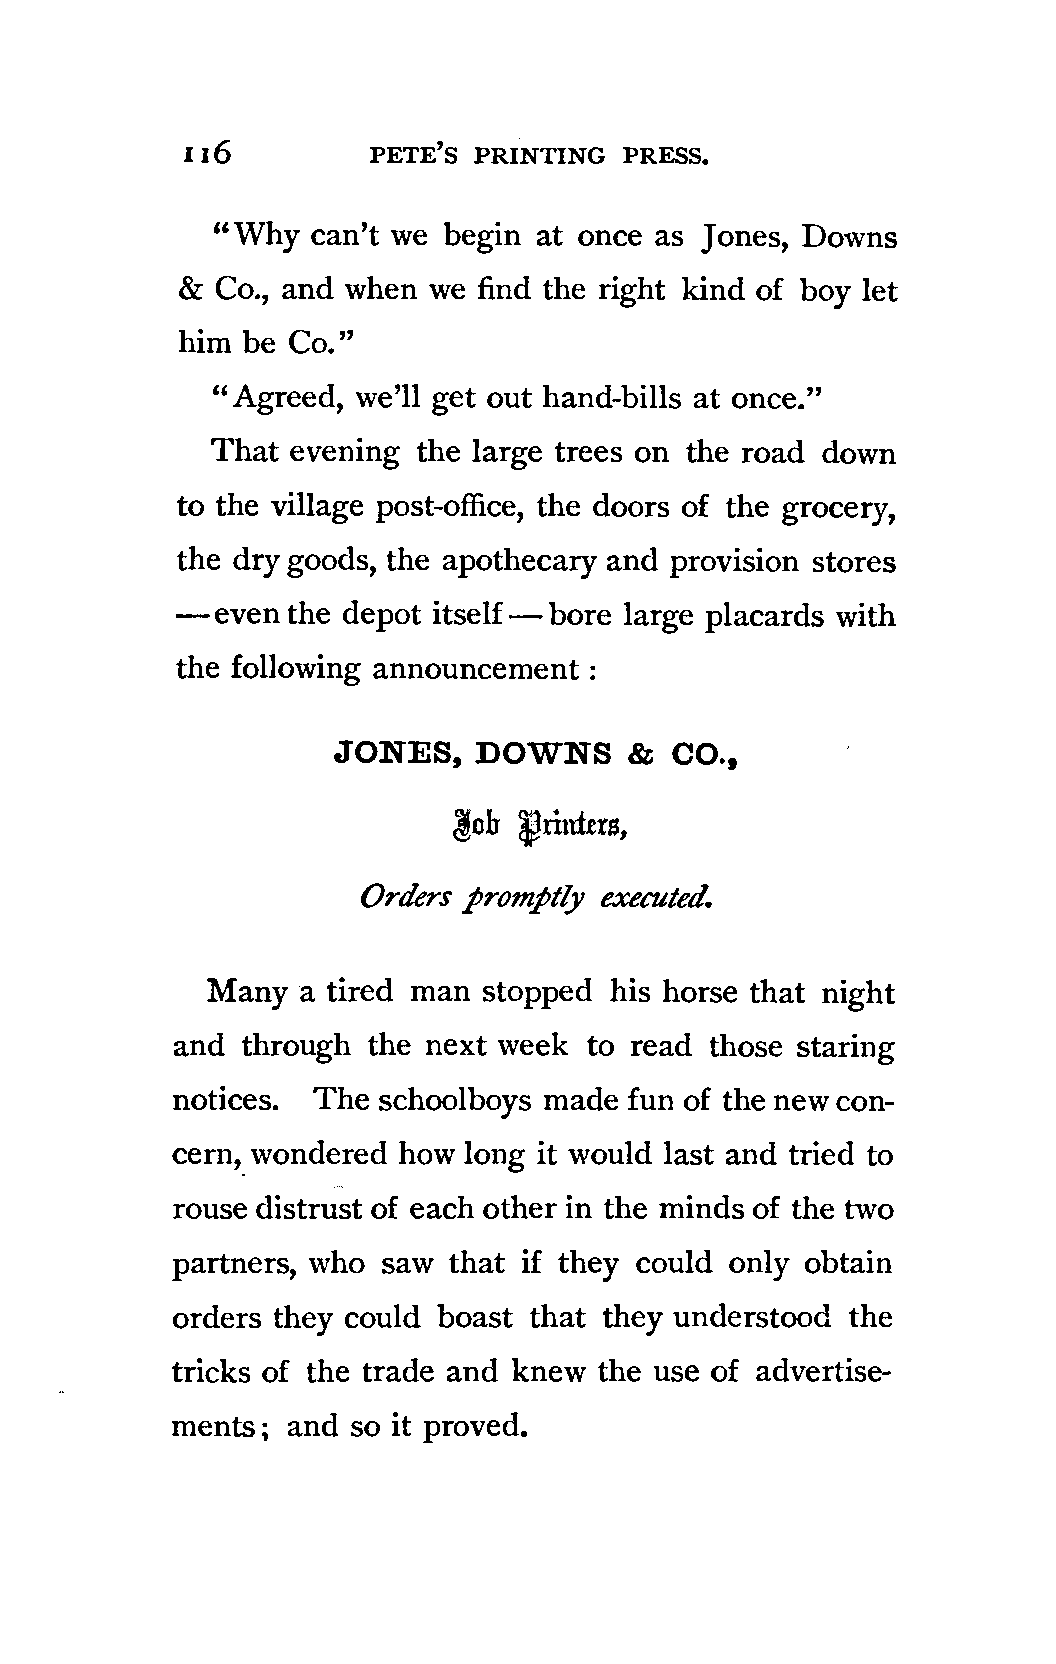 116 PETE'S PRINTING PRESS.
"Why can't we begin at once as Jones, Downs
& Co., and when we find the right kind of boy let
him be Co."
"Agreed, we'll get out hand-bills at once."
That evening the large trees on the road down
to the village post-office, the doors of the grocery,
the dry goods, the apothecary and provision stores
—even the depot itself—bore large placards with
the following announcement:
JONES, DOWNS & CO.,
Job Printers,
Orders promptly executed.
Many a tired man stopped his horse that night
and through the next week to read those staring
notices. The schoolboys made fun of the new con-
cern, wondered how long it would last and tried to
rouse distrust of each other in the minds of the two
partners, who saw that if they could only obtain
orders they could boast that they understood the
tricks of the trade and knew the use of advertise-
ments; and so it proved.